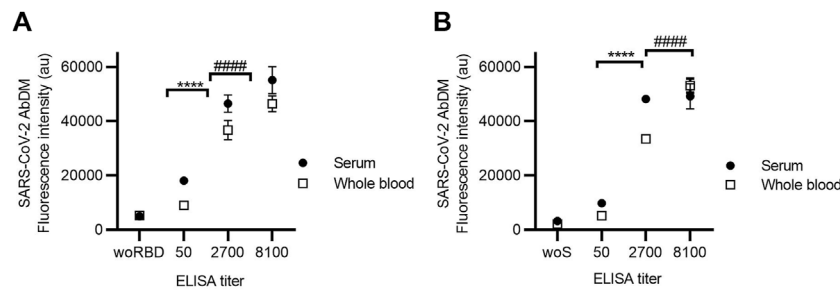 A
SARS-CoV-2 AbDM
Fluorescence intensity (au)
60000
40000
20000
0
****
####
woRBD 50 2700 8100
ELISA titer
Serum
Whole blood
B
SARS-CoV-2 AbDM
Fluorescence intensity (au)
60000
40000
20000
0
****
####
woS 50 2700 8100
ELISA titer
Serum
Whole blood